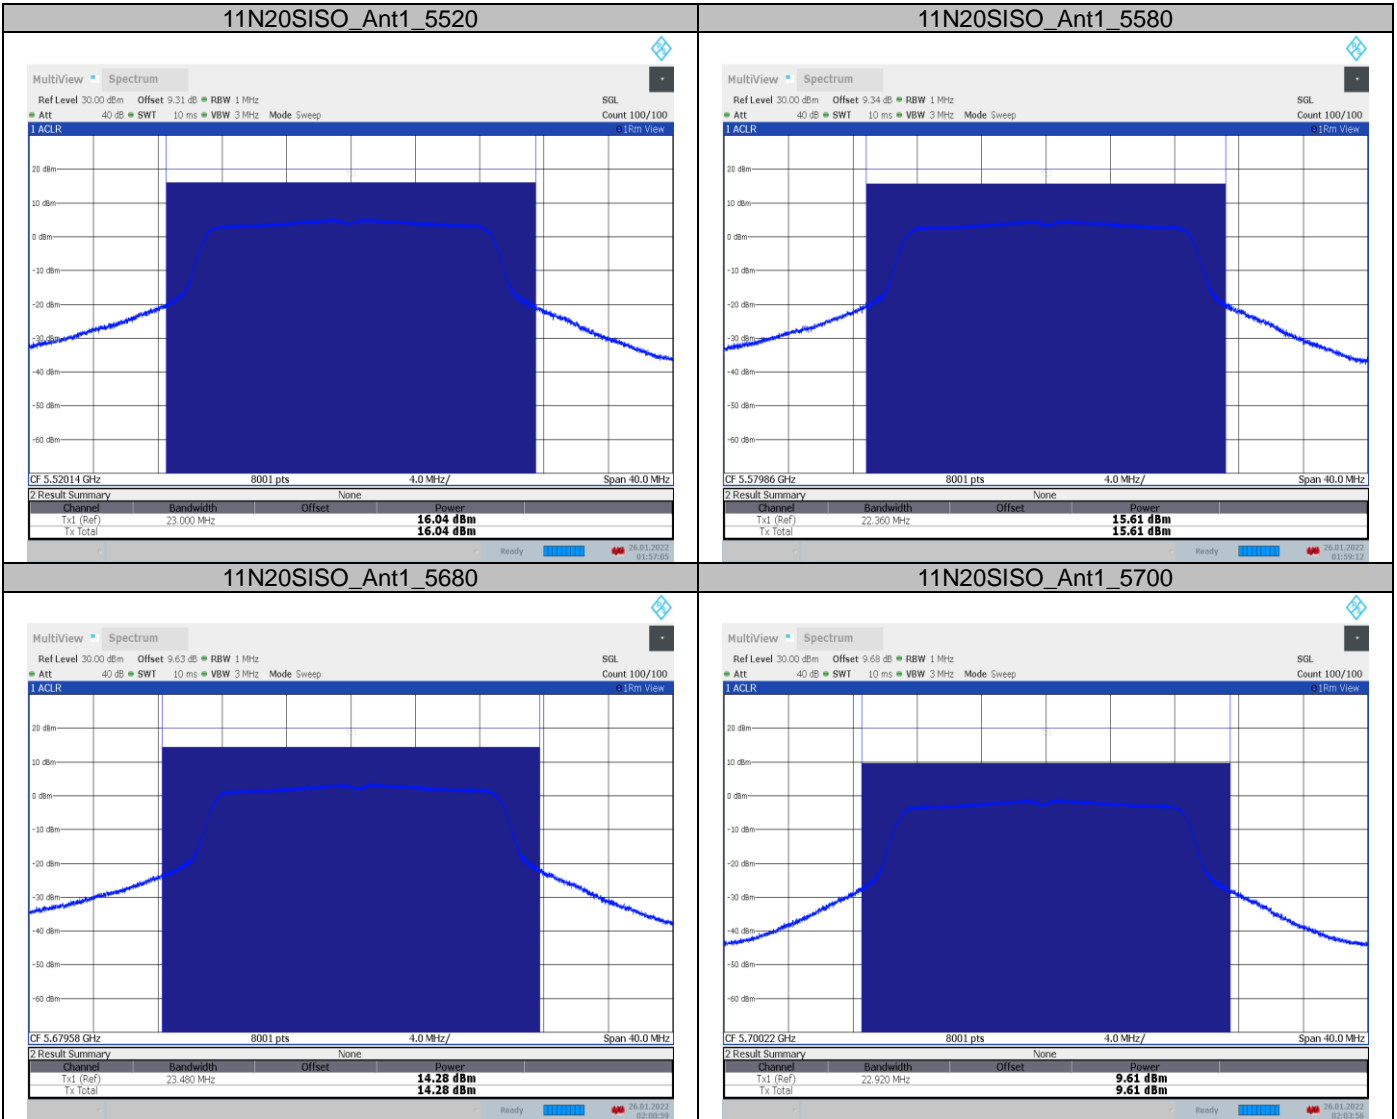 11N20SISO_Ant1_5520
11N20SISO_Ant1_5580
MultiView Spectrum
Ref Level 30.00 dBm Offset 9.31 dB RBW 1 MHz SGL
Att 40 dB SWT 10 ms VBW 3 MHz Mode Sweep Count 100/100
1 ACLR 1Rm View
20 dBm
10 dBm
0 dBm
-10 dBm
-20 dBm
-30 dBm
-40 dBm
-50 dBm
-60 dBm
CF 5.52014 GHz 8001 pts 4.0 MHz/ Span 40.0 MHz
2 Result Summary None
Channel Bandwidth Offset Power
Tx1 (Ref) 23.000 MHz 16.04 dBm
Tx Total 16.04 dBm
Ready 26.01.2022
01:57:05
MultiView Spectrum
Ref Level 30.00 dBm Offset 9.34 dB RBW 1 MHz SGL
Att 40 dB SWT 10 ms VBW 3 MHz Mode Sweep Count 100/100
1 ACLR 1Rm View
20 dBm
10 dBm
0 dBm
-10 dBm
-20 dBm
-30 dBm
-40 dBm
-50 dBm
-60 dBm
CF 5.57986 GHz 8001 pts 4.0 MHz/ Span 40.0 MHz
2 Result Summary None
Channel Bandwidth Offset Power
Tx1 (Ref) 22.360 MHz 15.61 dBm
Tx Total 15.61 dBm
Ready 26.01.2022
01:59:12
11N20SISO_Ant1_5680
11N20SISO_Ant1_5700
MultiView Spectrum
Ref Level 30.00 dBm Offset 9.63 dB RBW 1 MHz SGL
Att 40 dB SWT 10 ms VBW 3 MHz Mode Sweep Count 100/100
1 ACLR 1Rm View
20 dBm
10 dBm
0 dBm
-10 dBm
-20 dBm
-30 dBm
-40 dBm
-50 dBm
-60 dBm
CF 5.67958 GHz 8001 pts 4.0 MHz/ Span 40.0 MHz
2 Result Summary None
Channel Bandwidth Offset Power
Tx1 (Ref) 23.480 MHz 14.28 dBm
Tx Total 14.28 dBm
Ready 26.01.2022
02:00:59
MultiView Spectrum
Ref Level 30.00 dBm Offset 9.68 dB RBW 1 MHz SGL
Att 40 dB SWT 10 ms VBW 3 MHz Mode Sweep Count 100/100
1 ACLR 1Rm View
20 dBm
10 dBm
0 dBm
-10 dBm
-20 dBm
-30 dBm
-40 dBm
-50 dBm
-60 dBm
CF 5.70022 GHz 8001 pts 4.0 MHz/ Span 40.0 MHz
2 Result Summary None
Channel Bandwidth Offset Power
Tx1 (Ref) 22.920 MHz 9.61 dBm
Tx Total 9.61 dBm
Ready 26.01.2022
02:03:56